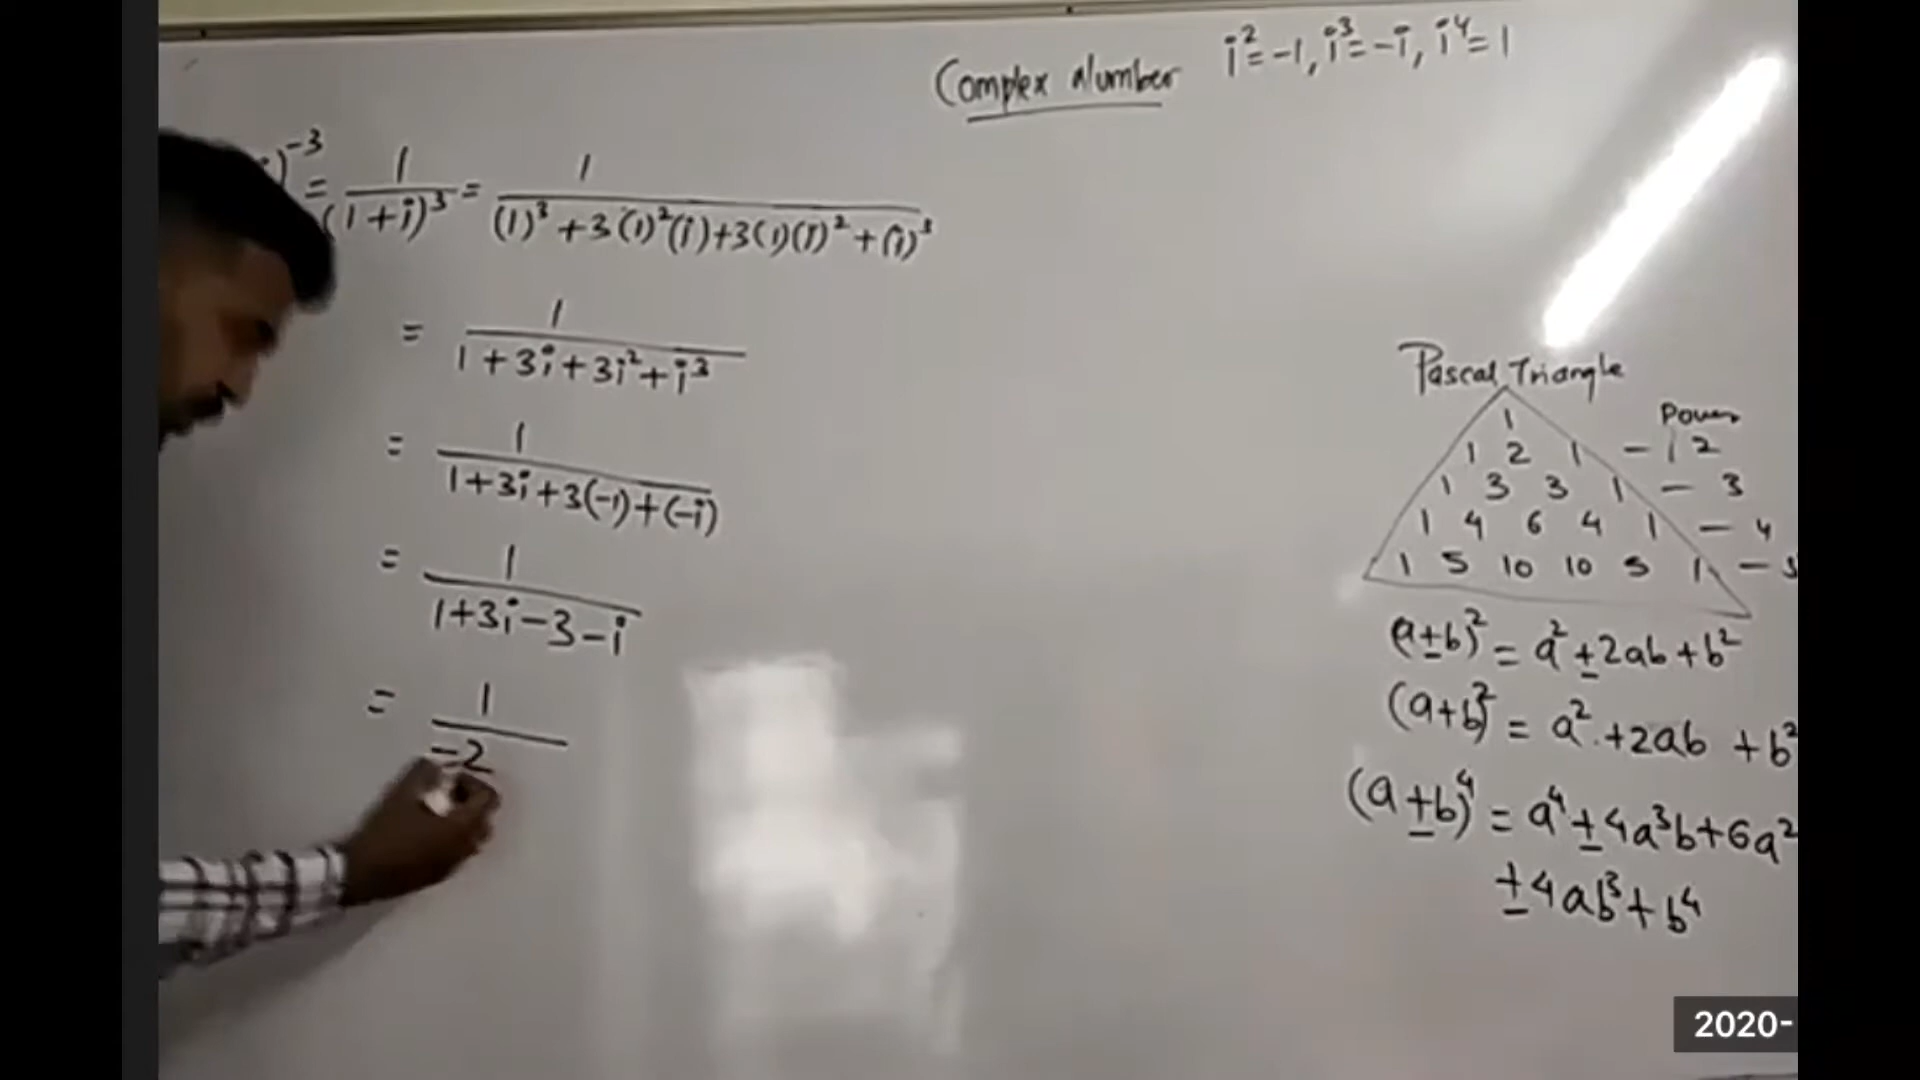 Complex Number i²=-1, i³=-i, i⁴=1
)⁻³ = 1/(1+i)³ = 1/((1)³+3(1)²(i)+3(1)(i)²+(i)³)
= 1/(1+3i+3i²+i³)
= 1/(1+3i+3(-1)+(-i))
= 1/(1+3i-3-i)
= 1/(-2
Pascal Triangle
Power
1
1 2 1 - 2
1 3 3 1 - 3
1 4 6 4 1 - 4
1 5 10 10 5 1 - 5
(a±b)² = a²±2ab+b²
(a+b)² = a²+2ab+b²
(a±b)⁴ = a⁴±4a³b+6a²
±4ab³+b⁴
2020-